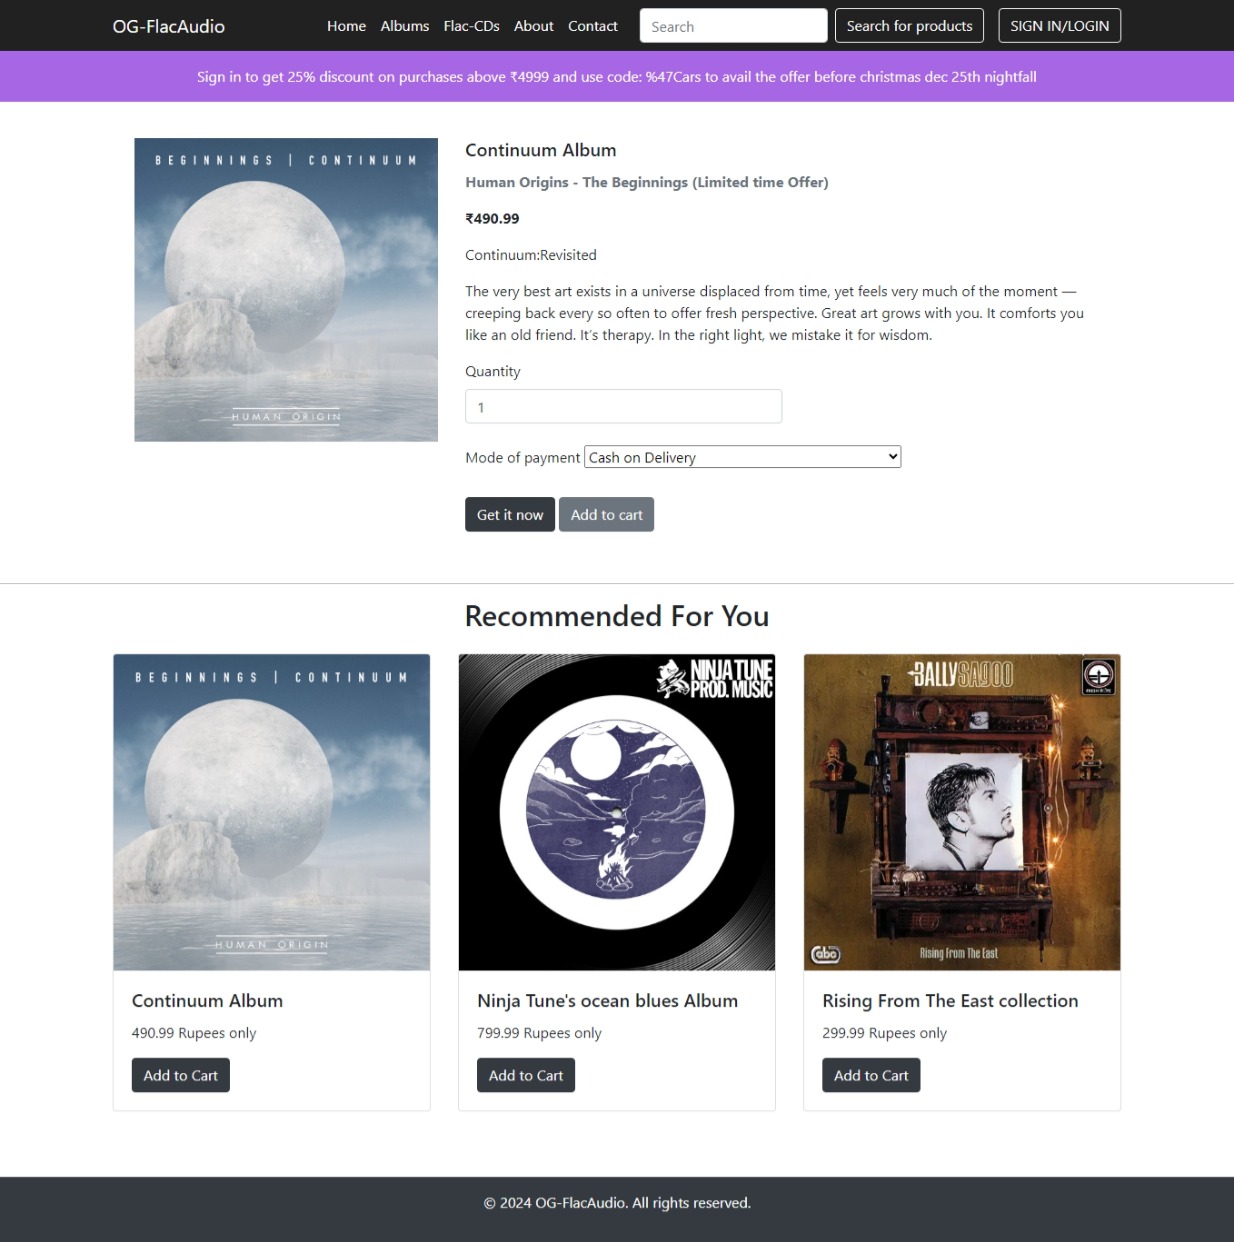 OG-FlacAudio
Home Albums Flac-CDs About Contact Search Search for products SIGN IN/LOGIN
Sign in to get 25% discount on purchases above ₹4999 and use code: %47Cars to avail the offer before christmas dec 25th nightfall
BEGINNINGS | CONTINUUM
HUMAN ORIGIN
Continuum Album
Human Origins - The Beginnings (Limited time Offer)
₹490.99
Continuum:Revisited
The very best art exists in a universe displaced from time, yet feels very much of the moment —
creeping back every so often to offer fresh perspective. Great art grows with you. It comforts you
like an old friend. It’s therapy. In the right light, we mistake it for wisdom.
Quantity
1
Mode of payment Cash on Delivery
Get it now Add to cart
Recommended For You
BEGINNINGS | CONTINUUM
HUMAN ORIGIN
Continuum Album
490.99 Rupees only
Add to Cart
NINJA TUNE
PROD. MUSIC
Ninja Tune's ocean blues Album
799.99 Rupees only
Add to Cart
BALLY SAGOO
abc
Rising From The East
Rising From The East collection
299.99 Rupees only
Add to Cart
© 2024 OG-FlacAudio. All rights reserved.